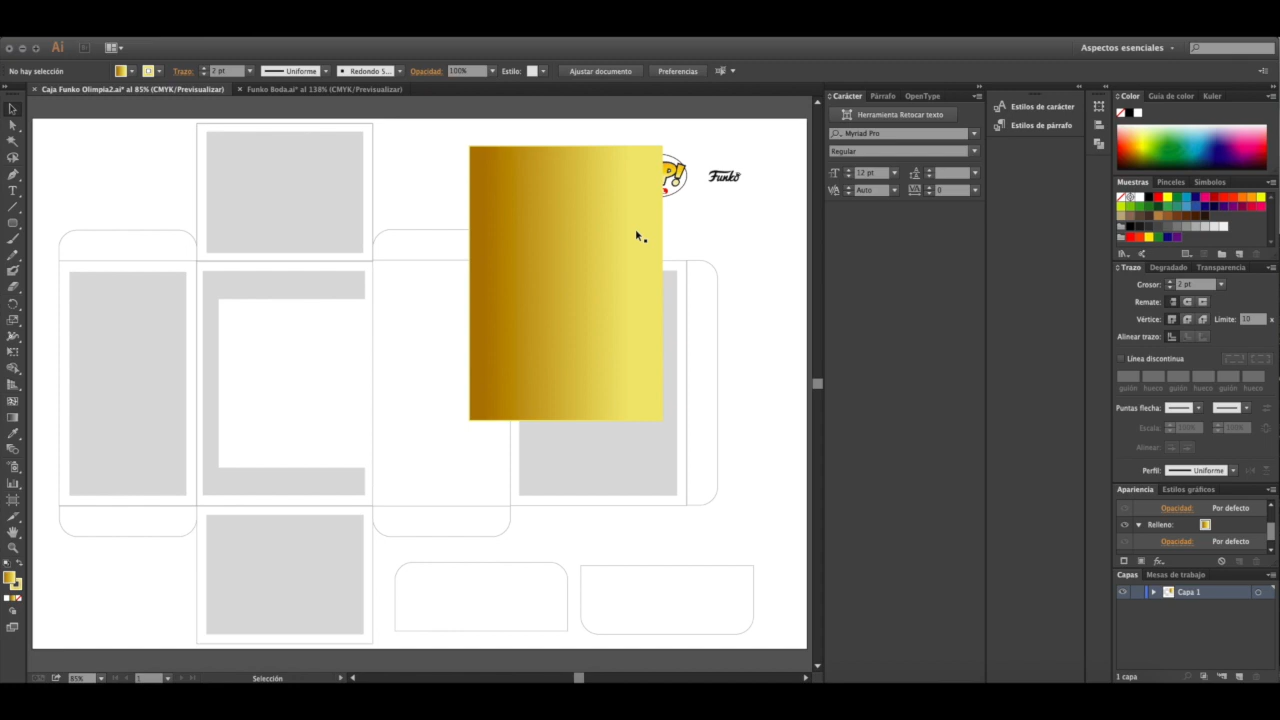 Ai
Aspectos esenciales
No hay selección
Trazo:
2 pt
Uniforme
Redondo 5...
Opacidad:
100%
Estilo:
Ajustar documento
Preferencias
× Caja Funko Olimpia2.ai* al 85% (CMYK/Previsualizar)
× Funko Boda.ai* al 138% (CMYK/Previsualizar)
P!
Funko
Carácter
Párrafo
OpenType
Herramienta Retocar texto
Myriad Pro
Regular
12 pt
Auto
0
Estilos de carácter
Estilos de párrafo
Color
Guía de color
Kuler
Muestras
Pinceles
Símbolos
Trazo
Degradado
Transparencia
Grosor:
2 pt
Remate:
Vértice:
Límite:
10
x
Alinear trazo:
Línea discontinua
guión
hueco
guión
hueco
guión
hueco
Puntas flecha:
Escala:
100%
100%
Alinear:
Perfil:
Uniforme
Apariencia
Estilos gráficos
Opacidad:
Por defecto
Relleno:
Opacidad:
Por defecto
fx
Capas
Mesas de trabajo
Capa 1
1 capa
85%
1
Selección